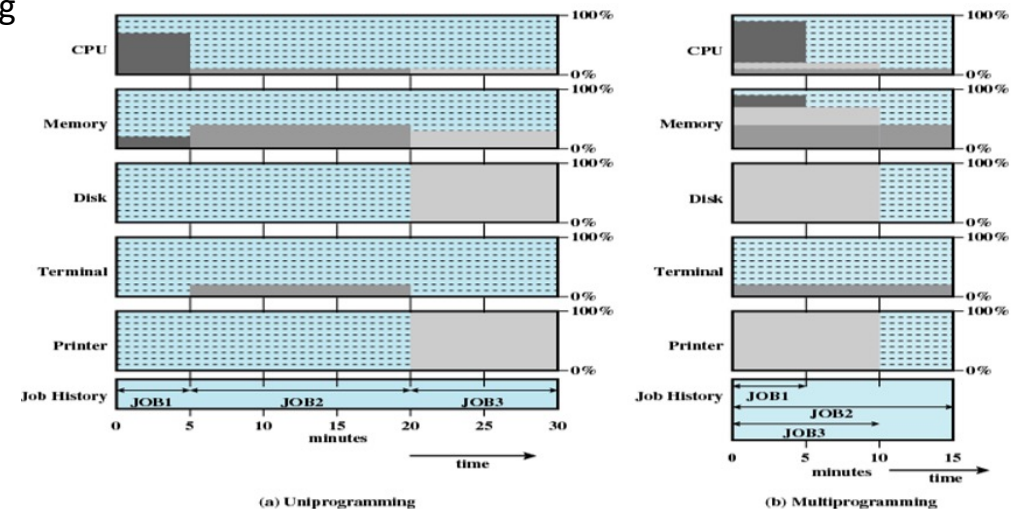 g
100%
CPU
0%
100%
Memory
0%
100%
Disk
0%
100%
Terminal
0%
100%
Printer
0%
Job History
JOB1 JOB2 JOB3
0 5 10 15 20 25 30
minutes
time
(a) Uniprogramming
100%
CPU
0%
100%
Memory
0%
100%
Disk
0%
100%
Terminal
0%
100%
Printer
0%
Job History
JOB1
JOB2
JOB3
0 5 10 15
minutes
time
(b) Multiprogramming